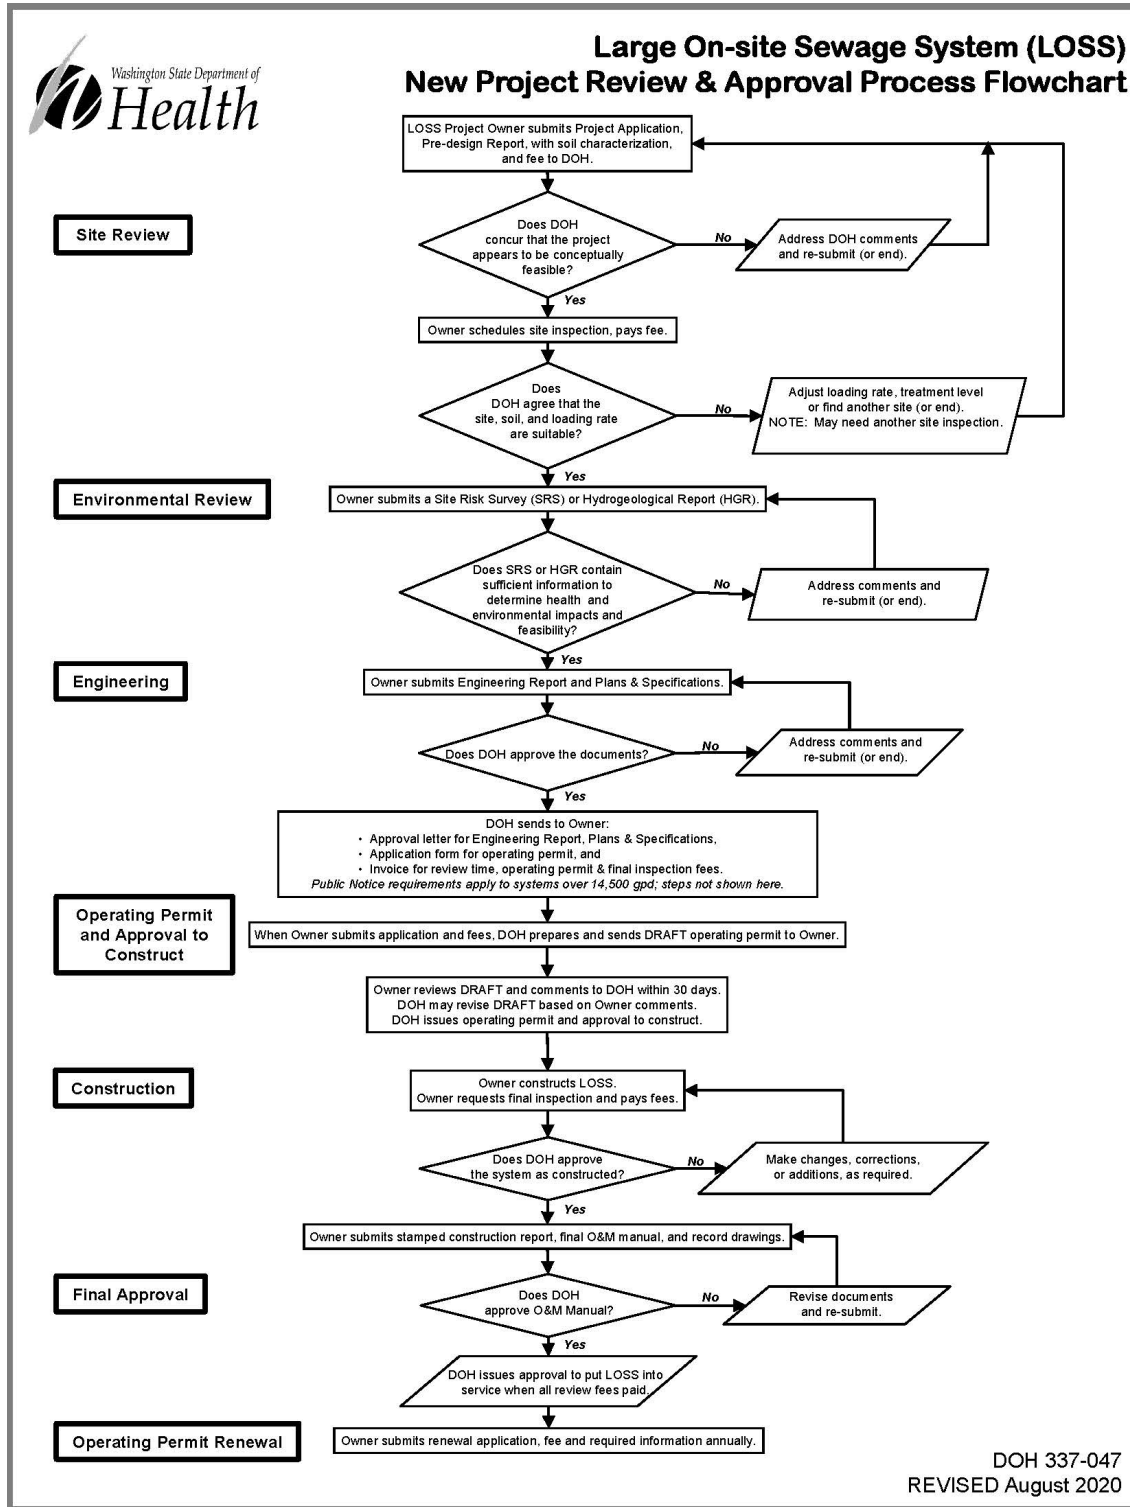 Washington State Department of
Health
Large On-site Sewage System (LOSS)
New Project Review & Approval Process Flowchart
LOSS Project Owner submits Project Application,
Pre-design Report, with soil characterization,
and fee to DOH.
Site Review
Does DOH
concur that the project
appears to be conceptually
feasible?
No
Address DOH comments
and re-submit (or end).
Yes
Owner schedules site inspection, pays fee.
Does
DOH agree that the
site, soil, and loading rate
are suitable?
No
Adjust loading rate, treatment level
or find another site (or end).
NOTE: May need another site inspection.
Yes
Environmental Review
Owner submits a Site Risk Survey (SRS) or Hydrogeological Report (HGR).
Does SRS or HGR contain
sufficient information to
determine health and
environmental impacts and
feasibility?
No
Address comments and
re-submit (or end).
Yes
Engineering
Owner submits Engineering Report and Plans & Specifications.
Does DOH approve the documents?
No
Address comments and
re-submit (or end).
Yes
DOH sends to Owner:
• Approval letter for Engineering Report, Plans & Specifications,
• Application form for operating permit, and
• Invoice for review time, operating permit & final inspection fees.
Public Notice requirements apply to systems over 14,500 gpd; steps not shown here.
Operating Permit
and Approval to
Construct
When Owner submits application and fees, DOH prepares and sends DRAFT operating permit to Owner.
Owner reviews DRAFT and comments to DOH within 30 days.
DOH may revise DRAFT based on Owner comments.
DOH issues operating permit and approval to construct.
Construction
Owner constructs LOSS.
Owner requests final inspection and pays fees.
Does DOH approve
the system as constructed?
No
Make changes, corrections,
or additions, as required.
Yes
Owner submits stamped construction report, final O&M manual, and record drawings.
Final Approval
Does DOH
approve O&M Manual?
No
Revise documents
and re-submit.
Yes
DOH issues approval to put LOSS into
service when all review fees paid.
Operating Permit Renewal
Owner submits renewal application, fee and required information annually.
DOH 337-047
REVISED August 2020